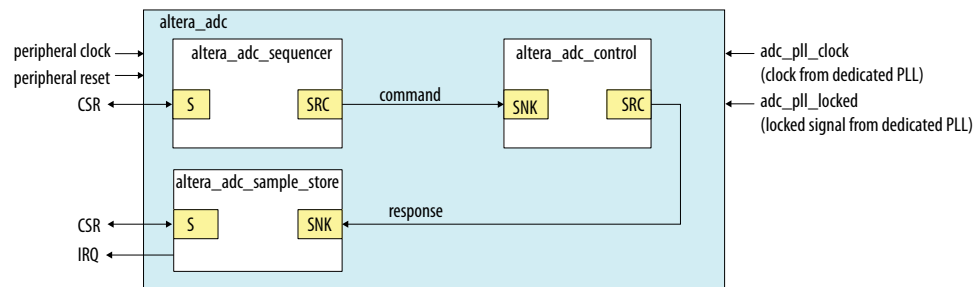 altera_adc
peripheral clock
peripheral reset
altera_adc_sequencer
altera_adc_control
adc_pll_clock
(clock from dedicated PLL)
CSR
S
SRC
command
SNK
SRC
adc_pll_locked
(locked signal from dedicated PLL)
altera_adc_sample_store
CSR
S
SNK
response
IRQ